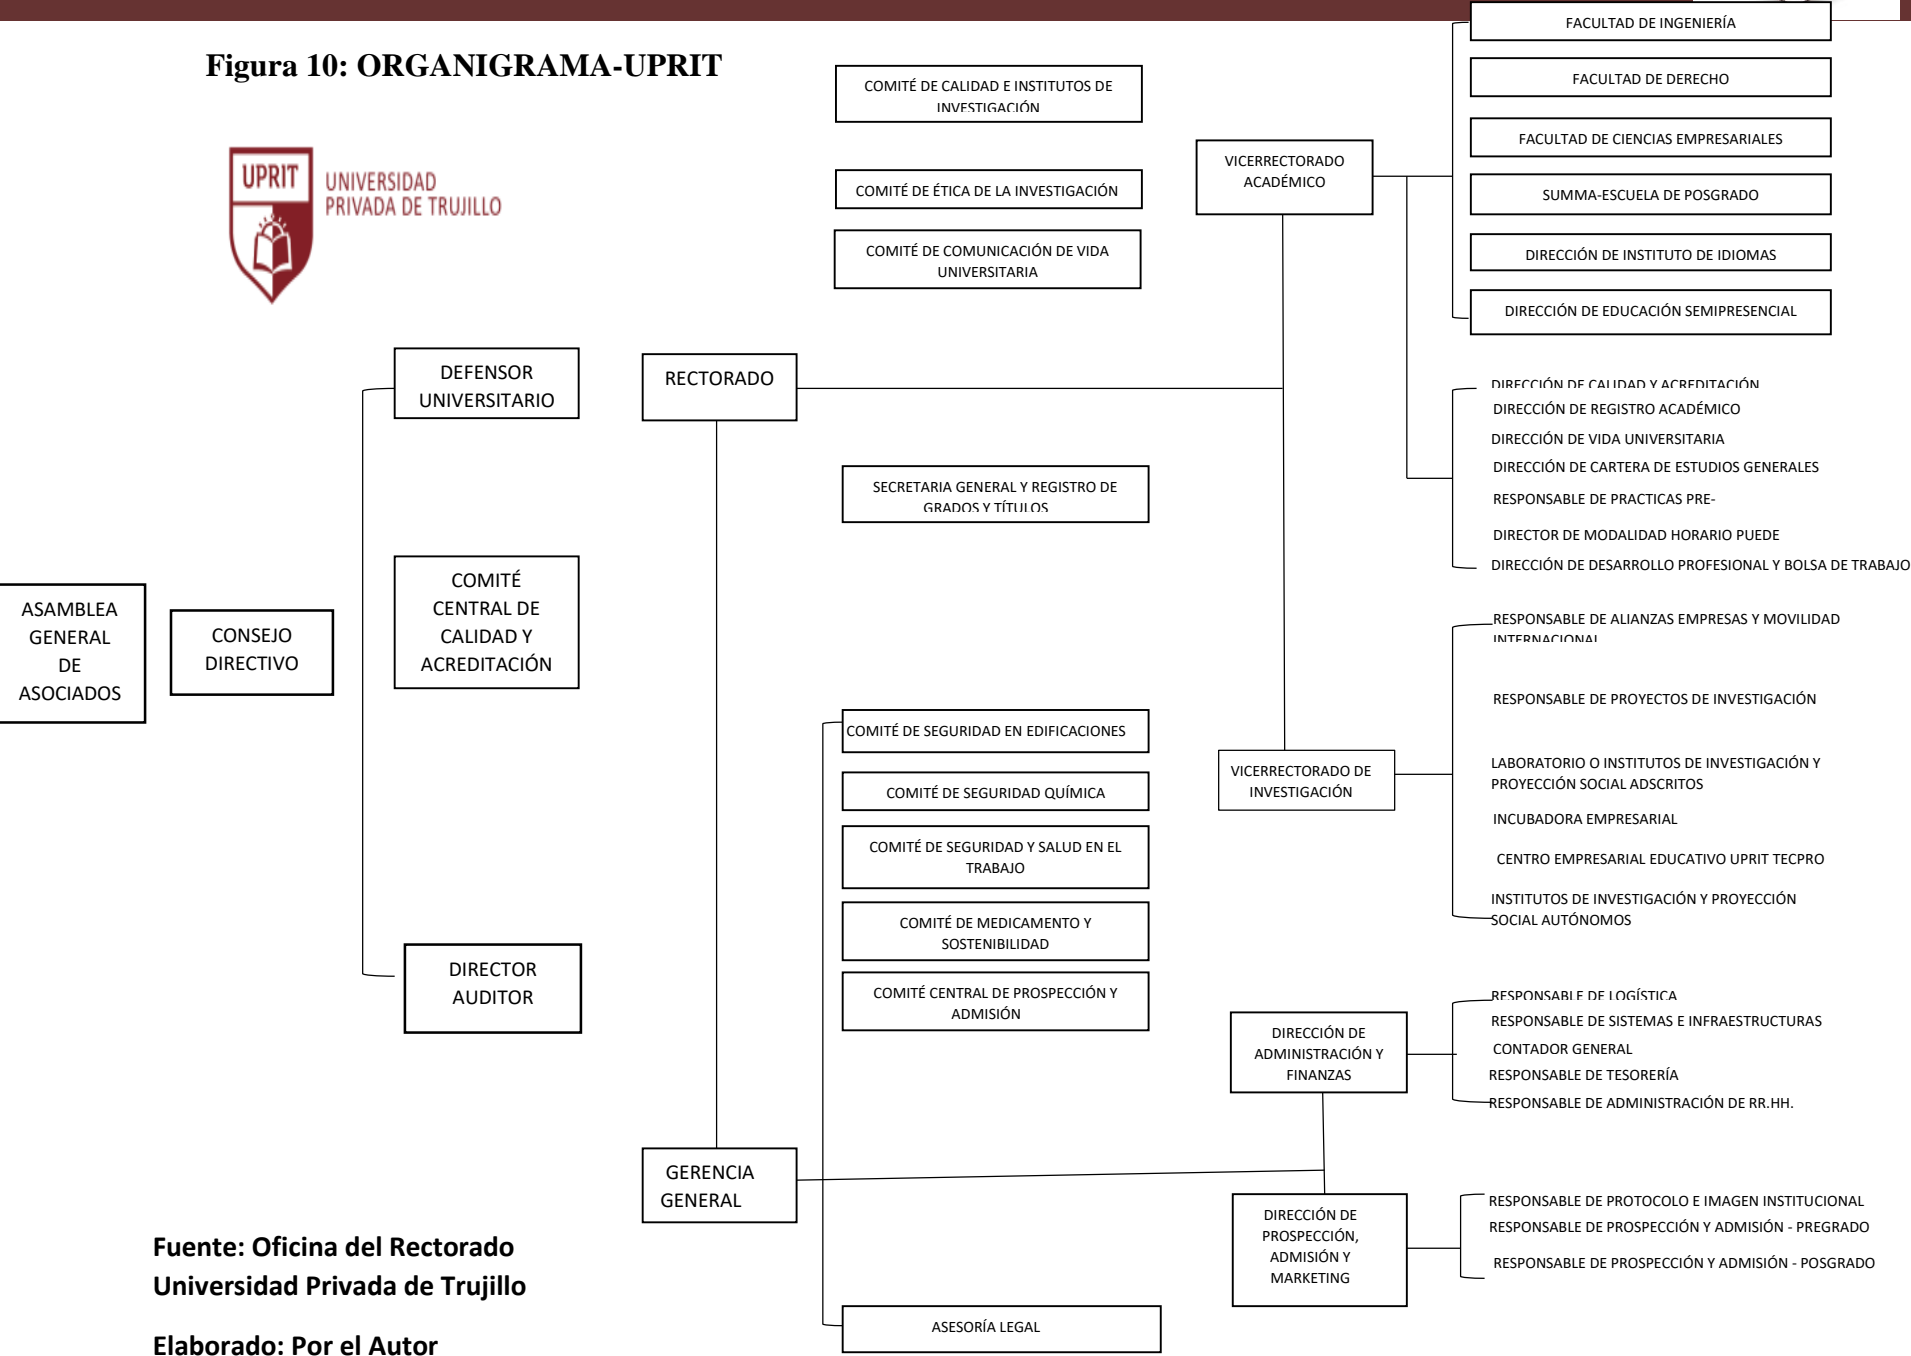 Figura 10: ORGANIGRAMA-UPRIT
UPRIT
UNIVERSIDAD
PRIVADA DE TRUJILLO
ASAMBLEA
GENERAL
DE
ASOCIADOS
CONSEJO
DIRECTIVO
DEFENSOR
UNIVERSITARIO
COMITÉ
CENTRAL DE
CALIDAD Y
ACREDITACIÓN
DIRECTOR
AUDITOR
RECTORADO
GERENCIA
GENERAL
COMITÉ DE CALIDAD E INSTITUTOS DE
INVESTIGACIÓN
COMITÉ DE ÉTICA DE LA INVESTIGACIÓN
COMITÉ DE COMUNICACIÓN DE VIDA
UNIVERSITARIA
SECRETARIA GENERAL Y REGISTRO DE
GRADOS Y TÍTULOS
COMITÉ DE SEGURIDAD EN EDIFICACIONES
COMITÉ DE SEGURIDAD QUÍMICA
COMITÉ DE SEGURIDAD Y SALUD EN EL
TRABAJO
COMITÉ DE MEDICAMENTO Y
SOSTENIBILIDAD
COMITÉ CENTRAL DE PROSPECCIÓN Y
ADMISIÓN
ASESORÍA LEGAL
VICERRECTORADO
ACADÉMICO
VICERRECTORADO DE
INVESTIGACIÓN
DIRECCIÓN DE
ADMINISTRACIÓN Y
FINANZAS
DIRECCIÓN DE
PROSPECCIÓN,
ADMISIÓN Y
MARKETING
FACULTAD DE INGENIERÍA
FACULTAD DE DERECHO
FACULTAD DE CIENCIAS EMPRESARIALES
SUMMA-ESCUELA DE POSGRADO
DIRECCIÓN DE INSTITUTO DE IDIOMAS
DIRECCIÓN DE EDUCACIÓN SEMIPRESENCIAL
DIRECCIÓN DE CALIDAD Y ACREDITACIÓN
DIRECCIÓN DE REGISTRO ACADÉMICO
DIRECCIÓN DE VIDA UNIVERSITARIA
DIRECCIÓN DE CARTERA DE ESTUDIOS GENERALES
RESPONSABLE DE PRACTICAS PRE-
DIRECTOR DE MODALIDAD HORARIO PUEDE
DIRECCIÓN DE DESARROLLO PROFESIONAL Y BOLSA DE TRABAJO
RESPONSABLE DE ALIANZAS EMPRESAS Y MOVILIDAD
INTERNACIONAL
RESPONSABLE DE PROYECTOS DE INVESTIGACIÓN
LABORATORIO O INSTITUTOS DE INVESTIGACIÓN Y
PROYECCIÓN SOCIAL ADSCRITOS
INCUBADORA EMPRESARIAL
CENTRO EMPRESARIAL EDUCATIVO UPRIT TECPRO
INSTITUTOS DE INVESTIGACIÓN Y PROYECCIÓN
SOCIAL AUTÓNOMOS
RESPONSABLE DE LOGÍSTICA
RESPONSABLE DE SISTEMAS E INFRAESTRUCTURAS
CONTADOR GENERAL
RESPONSABLE DE TESORERÍA
RESPONSABLE DE ADMINISTRACIÓN DE RR.HH.
RESPONSABLE DE PROTOCOLO E IMAGEN INSTITUCIONAL
RESPONSABLE DE PROSPECCIÓN Y ADMISIÓN - PREGRADO
RESPONSABLE DE PROSPECCIÓN Y ADMISIÓN - POSGRADO
Fuente: Oficina del Rectorado
Universidad Privada de Trujillo
Elaborado: Por el Autor